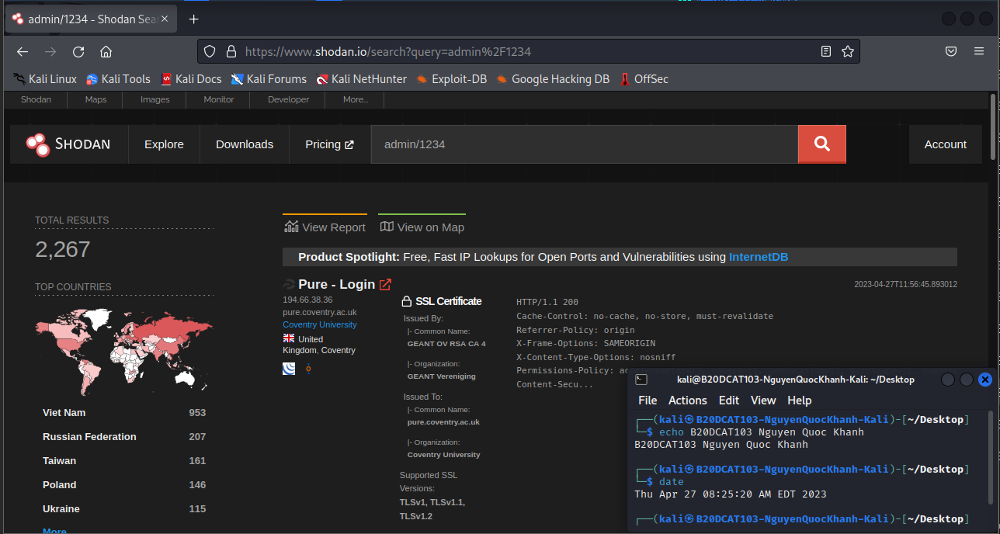 admin/1234 - Shodan Sea
https://www.shodan.io/search?query=admin%2F1234
Kali Linux Kali Tools Kali Docs Kali Forums Kali NetHunter Exploit-DB Google Hacking DB OffSec
Shodan Maps Images Monitor Developer More...
SHODAN Explore Downloads Pricing admin/1234 Account
TOTAL RESULTS
2,267
TOP COUNTRIES
Viet Nam 953
Russian Federation 207
Taiwan 161
Poland 146
Ukraine 115
More...
View Report View on Map
Product Spotlight: Free, Fast IP Lookups for Open Ports and Vulnerabilities using InternetDB
Pure - Login 2023-04-27T11:56:45.893012
194.66.38.36
pure.coventry.ac.uk
Coventry University
United
Kingdom, Coventry
SSL Certificate
Issued By:
|- Common Name:
GEANT OV RSA CA 4
|- Organization:
GEANT Vereniging
Issued To:
|- Common Name:
pure.coventry.ac.uk
|- Organization:
Coventry University
Supported SSL
Versions:
TLSv1, TLSv1.1,
TLSv1.2
HTTP/1.1 200
Cache-Control: no-cache, no-store, must-revalidate
Referrer-Policy: origin
X-Frame-Options: SAMEORIGIN
X-Content-Type-Options: nosniff
Permissions-Policy: ac
Content-Secu...
kali@B20DCAT103-NguyenQuocKhanh-Kali: ~/Desktop
File Actions Edit View Help
┌──(kali㉿B20DCAT103-NguyenQuocKhanh-Kali)-[~/Desktop]
└─$ echo B20DCAT103 Nguyen Quoc Khanh
B20DCAT103 Nguyen Quoc Khanh
┌──(kali㉿B20DCAT103-NguyenQuocKhanh-Kali)-[~/Desktop]
└─$ date
Thu Apr 27 08:25:20 AM EDT 2023
┌──(kali㉿B20DCAT103-NguyenQuocKhanh-Kali)-[~/Desktop]